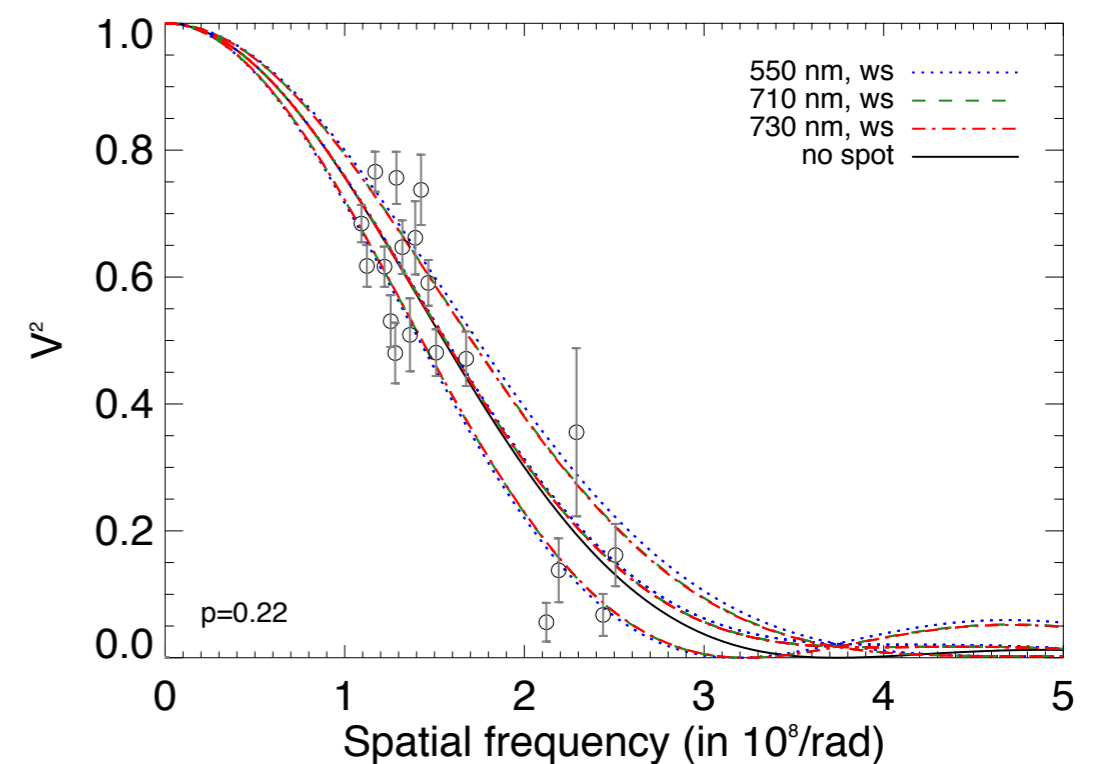 1.0
0.8
0.6
0.4
0.2
0.0
V²
550 nm, ws
710 nm, ws
730 nm, ws
no spot
p=0.22
0 1 2 3 4 5
Spatial frequency (in 10⁸/rad)